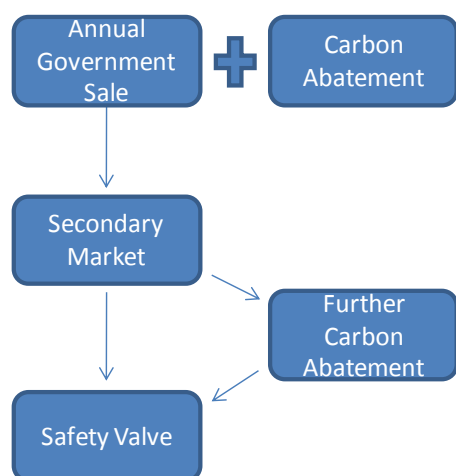 Annual
Government
Sale
Carbon
Abatement
Secondary
Market
Further
Carbon
Abatement
Safety Valve